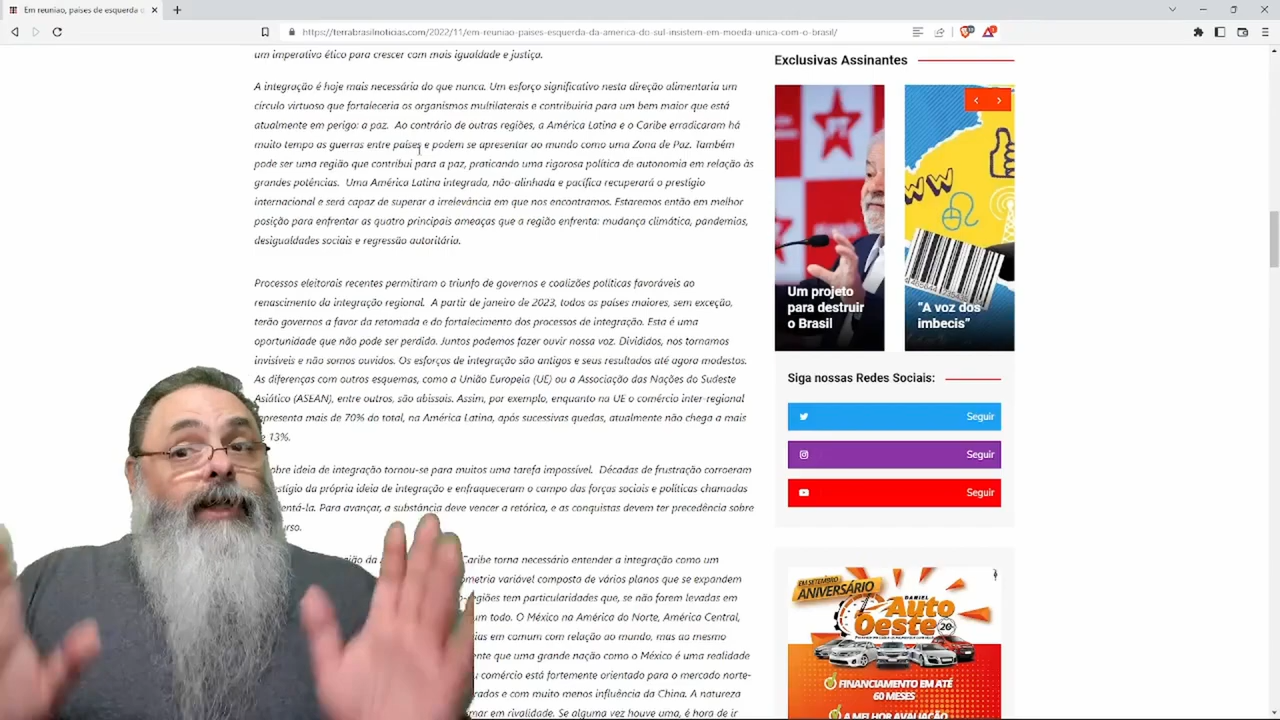 Em reunião, países de esquerda d
https://terrabrasilnoticias.com/2022/11/em-reuniao-paises-esquerda-da-america-do-sul-insistem-em-moeda-unica-com-o-brasil/
um imperativo ético para crescer com mais igualdade e justiça.
A integração é hoje mais necessária do que nunca. Um esforço significativo nesta direção alimentaria um
círculo virtuoso que fortaleceria os organismos multilaterais e contribuiria para um bem maior que está
atualmente em perigo: a paz. Ao contrário de outras regiões, a América Latina e o Caribe erradicaram há
muito tempo as guerras entre países e podem se apresentar ao mundo como uma Zona de Paz. Também
pode ser uma região que contribui para a paz, praticando uma rigorosa política de autonomia em relação às
grandes potências. Uma América Latina integrada, não-alinhada e pacífica recuperará o prestígio
internacional e será capaz de superar a irrelevância em que nos encontramos. Estaremos então em melhor
posição para enfrentar as quatro principais ameaças que a região enfrenta: mudança climática, pandemias,
desigualdades sociais e regressão autoritária.
Processos eleitorais recentes permitiram o triunfo de governos e coalizões políticas favoráveis ao
renascimento da integração regional. A partir de janeiro de 2023, todos os países maiores, sem exceção,
terão governos a favor da retomada e do fortalecimento dos processos de integração. Esta é uma
oportunidade que não pode ser perdida. Juntos podemos fazer ouvir nossa voz. Divididos, nos tornamos
invisíveis e não somos ouvidos. Os esforços de integração são antigos e seus resultados até agora modestos.
As diferenças com outros esquemas, como a União Europeia (UE) ou a Associação das Nações do Sudeste
Asiático (ASEAN), entre outros, são abissais. Assim, por exemplo, enquanto na UE o comércio inter-regional
presenta mais de 70% do total, na América Latina, após sucessivas quedas, atualmente não chega a mais
e 13%.
obre ideia de integração tornou-se para muitos uma tarefa impossível. Décadas de frustração corroeram
estígio da própria ideia de integração e enfraqueceram o campo das forças sociais e políticas chamadas
entá-la. Para avançar, a substância deve vencer a retórica, e as conquistas devem ter precedência sobre
urso.
egião da Caribe torna necessário entender a integração como um
ometria variável composta de vários planos que se expandem
-regiões tem particularidades que, se não forem levadas em
um todo. O México na América do Norte, América Central,
ias em comum com relação ao mundo, mas ao mesmo
ente que uma grande nação como o México é uma realidade
u comércio está fortemente orientado para o mercado norte-
rados e com muito menos influência da China. A natureza
mar em rivalidade. Se alguma vez houve uma, é hora de ir
Exclusivas Assinantes
Um projeto
para destruir
o Brasil
WW
"A voz dos
imbecis"
Siga nossas Redes Sociais:
Seguir
Seguir
Seguir
EM SETEMBRO
ANIVERSÁRIO
DANIEL
Auto
Oeste
20
FINANCIAMENTO EM ATÉ
60 MESES
A MELHOR AVALIAÇÃO